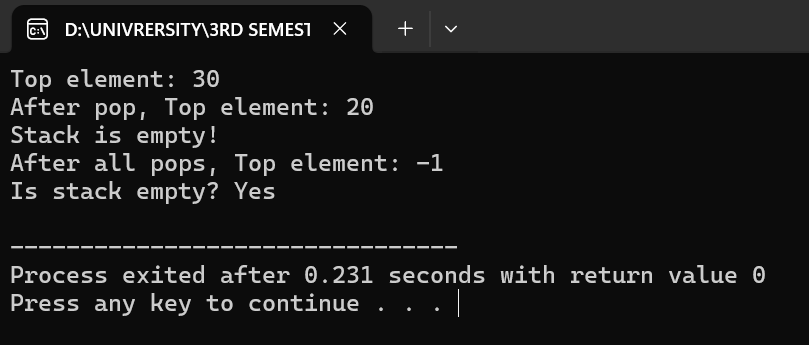 D:\UNIVRERSITY\3RD SEMEST
Top element: 30
After pop, Top element: 20
Stack is empty!
After all pops, Top element: -1
Is stack empty? Yes
--------------------------------
Process exited after 0.231 seconds with return value 0
Press any key to continue . . .